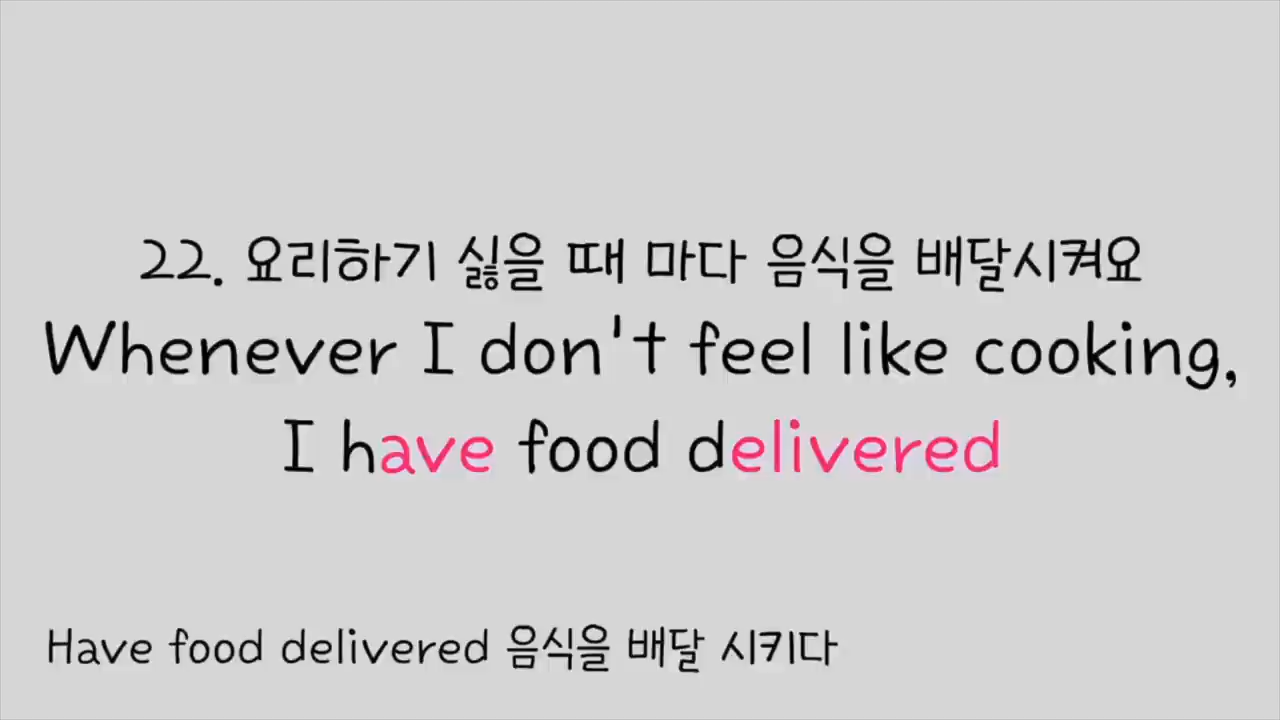 22. 요리하기 싫을 때 마다 음식을 배달시켜요
Whenever I don't feel like cooking,
I have food delivered
Have food delivered 음식을 배달 시키다